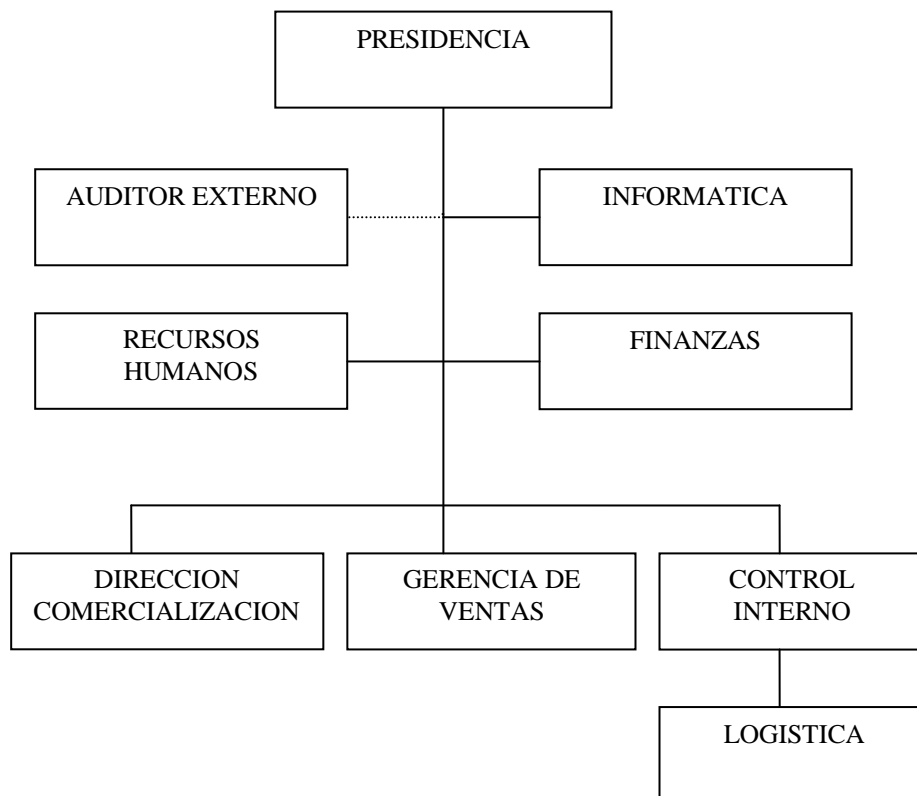 PRESIDENCIA
AUDITOR EXTERNO
INFORMATICA
RECURSOS
HUMANOS
FINANZAS
DIRECCION
COMERCIALIZACION
GERENCIA DE
VENTAS
CONTROL
INTERNO
LOGISTICA